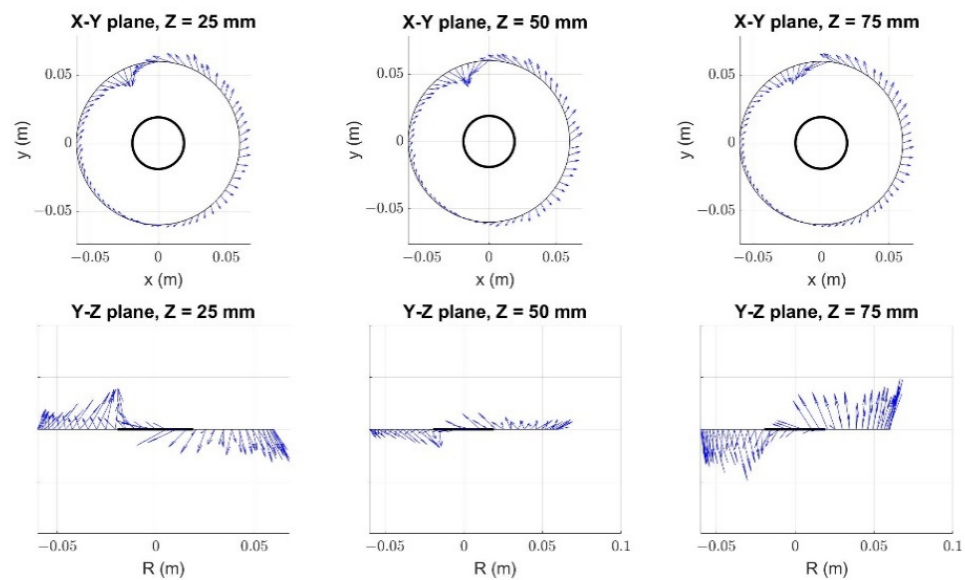 X-Y plane, Z = 25 mm
X-Y plane, Z = 50 mm
X-Y plane, Z = 75 mm
0.05
0
−0.05
y (m)
−0.05 0 0.05
x (m)
0.05
0
−0.05
y (m)
−0.05 0 0.05
x (m)
0.05
0
−0.05
y (m)
−0.05 0 0.05
x (m)
Y-Z plane, Z = 25 mm
Y-Z plane, Z = 50 mm
Y-Z plane, Z = 75 mm
-0.05 0 0.05
R (m)
-0.05 0 0.05 0.1
R (m)
-0.05 0 0.05 0.1
R (m)